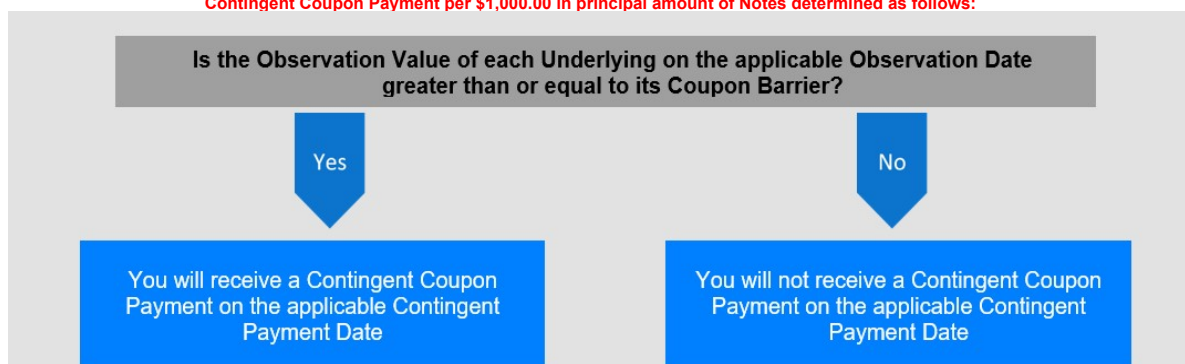 Contingent Coupon Payment per $1,000.00 in principal amount of Notes determined as follows:
Is the Observation Value of each Underlying on the applicable Observation Date
greater than or equal to its Coupon Barrier?
Yes
No
You will receive a Contingent Coupon
Payment on the applicable Contingent
Payment Date
You will not receive a Contingent Coupon
Payment on the applicable Contingent
Payment Date